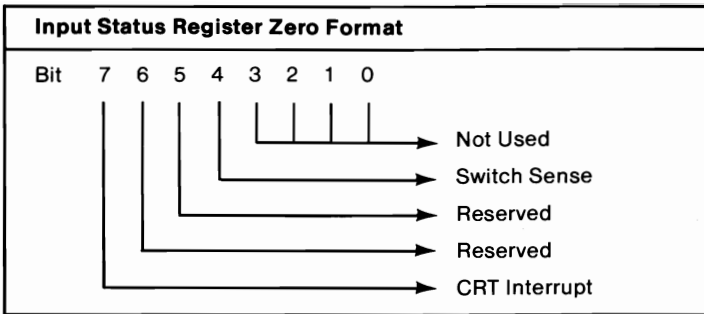 Input Status Register Zero Format
Bit 7 6 5 4 3 2 1 0
Not Used
Switch Sense
Reserved
Reserved
CRT Interrupt